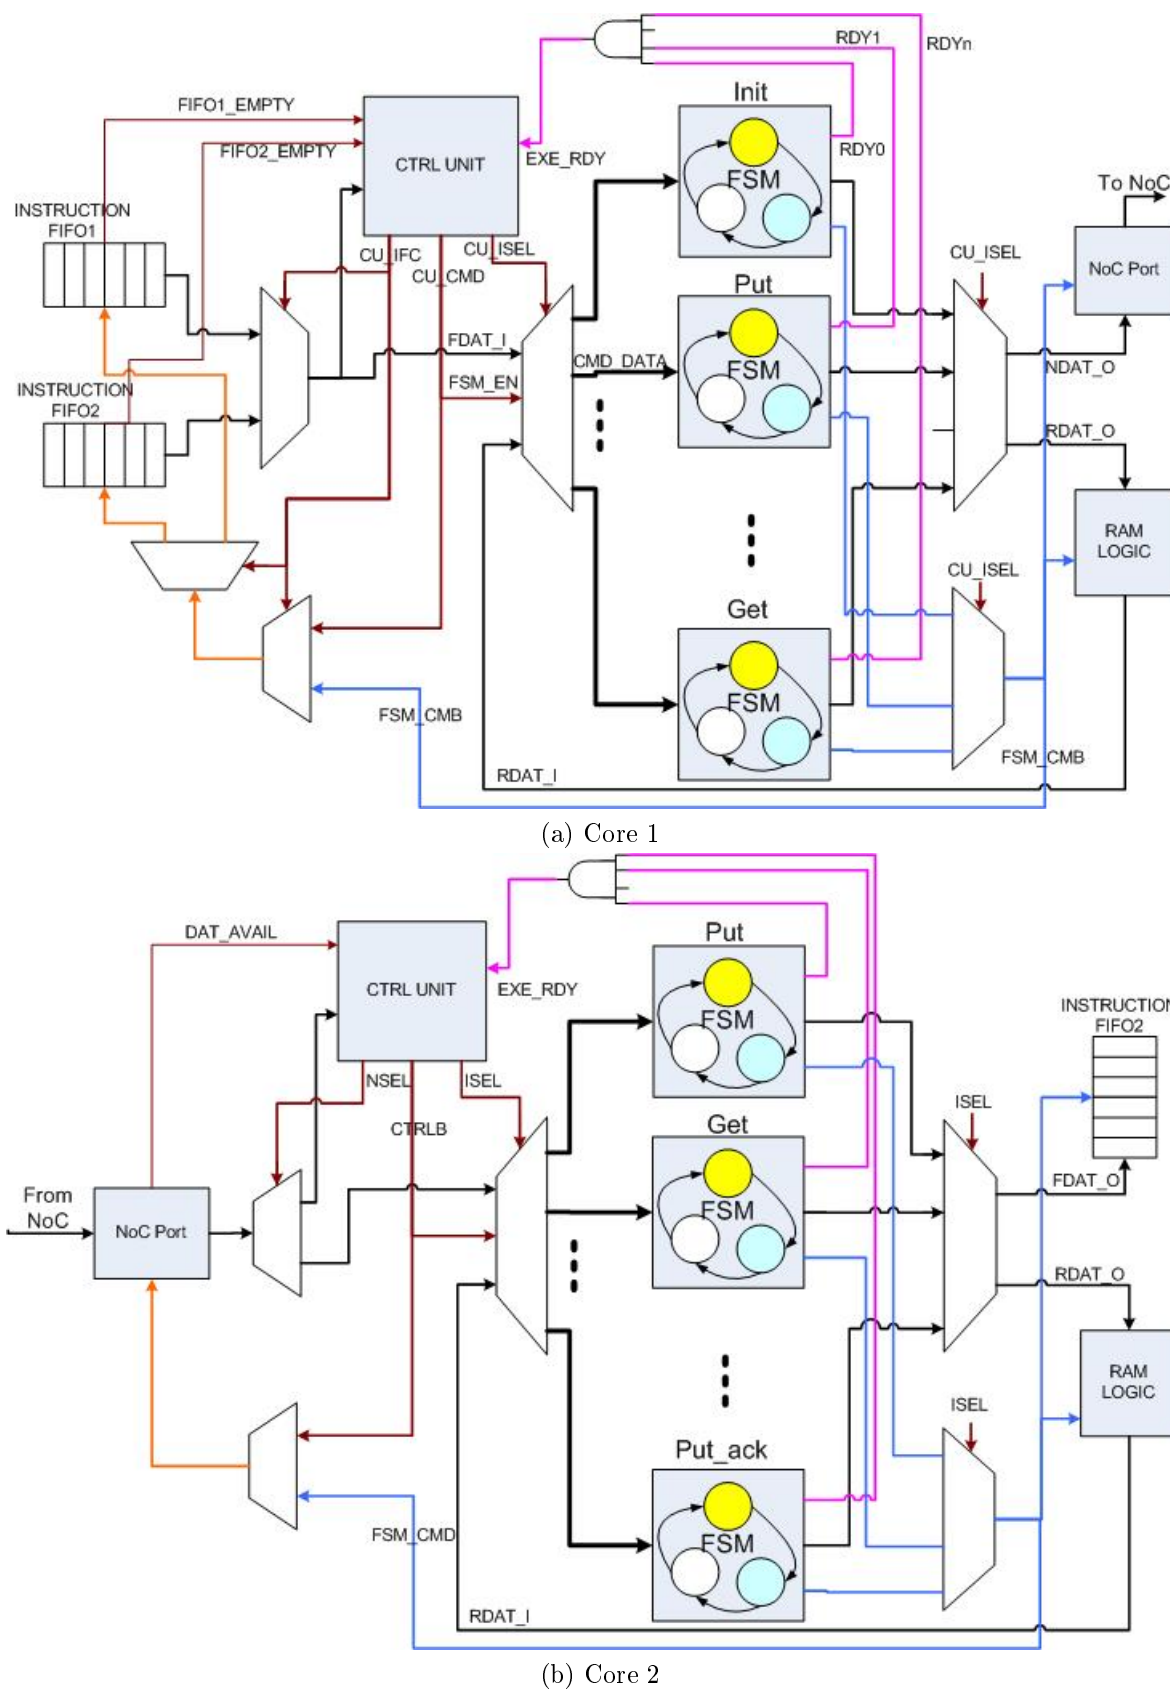 RDY1
RDYn
Init
FIFO1_EMPTY
FIFO2_EMPTY
CTRL UNIT
EXE_RDY
RDY0
FSM
To NoC
INSTRUCTION
FIFO1
CU_IFC
CU_CMD
CU_ISEL
CU_ISEL
NoC Port
Put
FSM
FDAT_I
CMD_DATA
FSM_EN
NDAT_O
INSTRUCTION
FIFO2
RDAT_O
RAM
LOGIC
CU_ISEL
Get
FSM
FSM_CMB
FSM_CMB
RDAT_I
(a) Core 1
DAT_AVAIL
CTRL UNIT
EXE_RDY
Put
FSM
INSTRUCTION
FIFO2
NSEL
ISEL
CTRLB
ISEL
Get
FSM
FDAT_O
From
NoC
NoC Port
RDAT_O
RAM
LOGIC
ISEL
Put_ack
FSM
FSM_CMD
RDAT_I
(b) Core 2